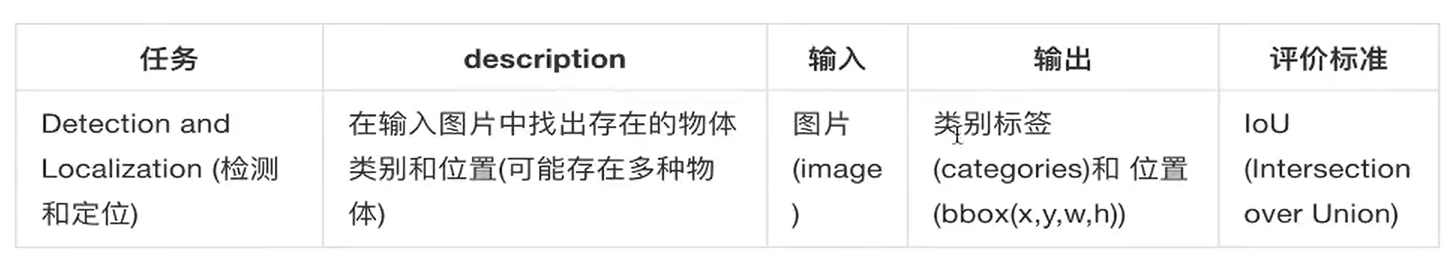 任务 description 输入 输出 评价标准
Detection and 在输入图片中找出存在的物体 图片 类别标签 IoU
Localization (检测 类别和位置(可能存在多种物 (image (categories)和 位置 (Intersection
和定位) 体) ) (bbox(x,y,w,h)) over Union)